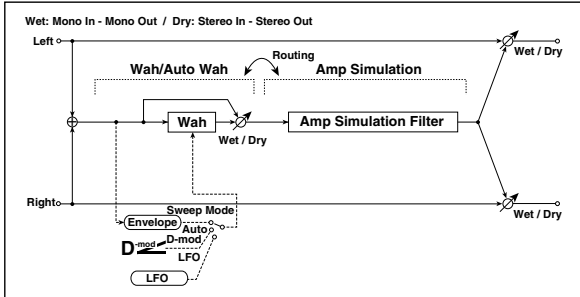 Wet: Mono In - Mono Out / Dry: Stereo In - Stereo Out
Left
Wet / Dry
Routing
Wah/Auto Wah
Amp Simulation
Wah
Wet / Dry
Amp Simulation Filter
Right
Wet / Dry
Sweep Mode
Envelope
Auto
D-mod
D-mod
LFO
LFO